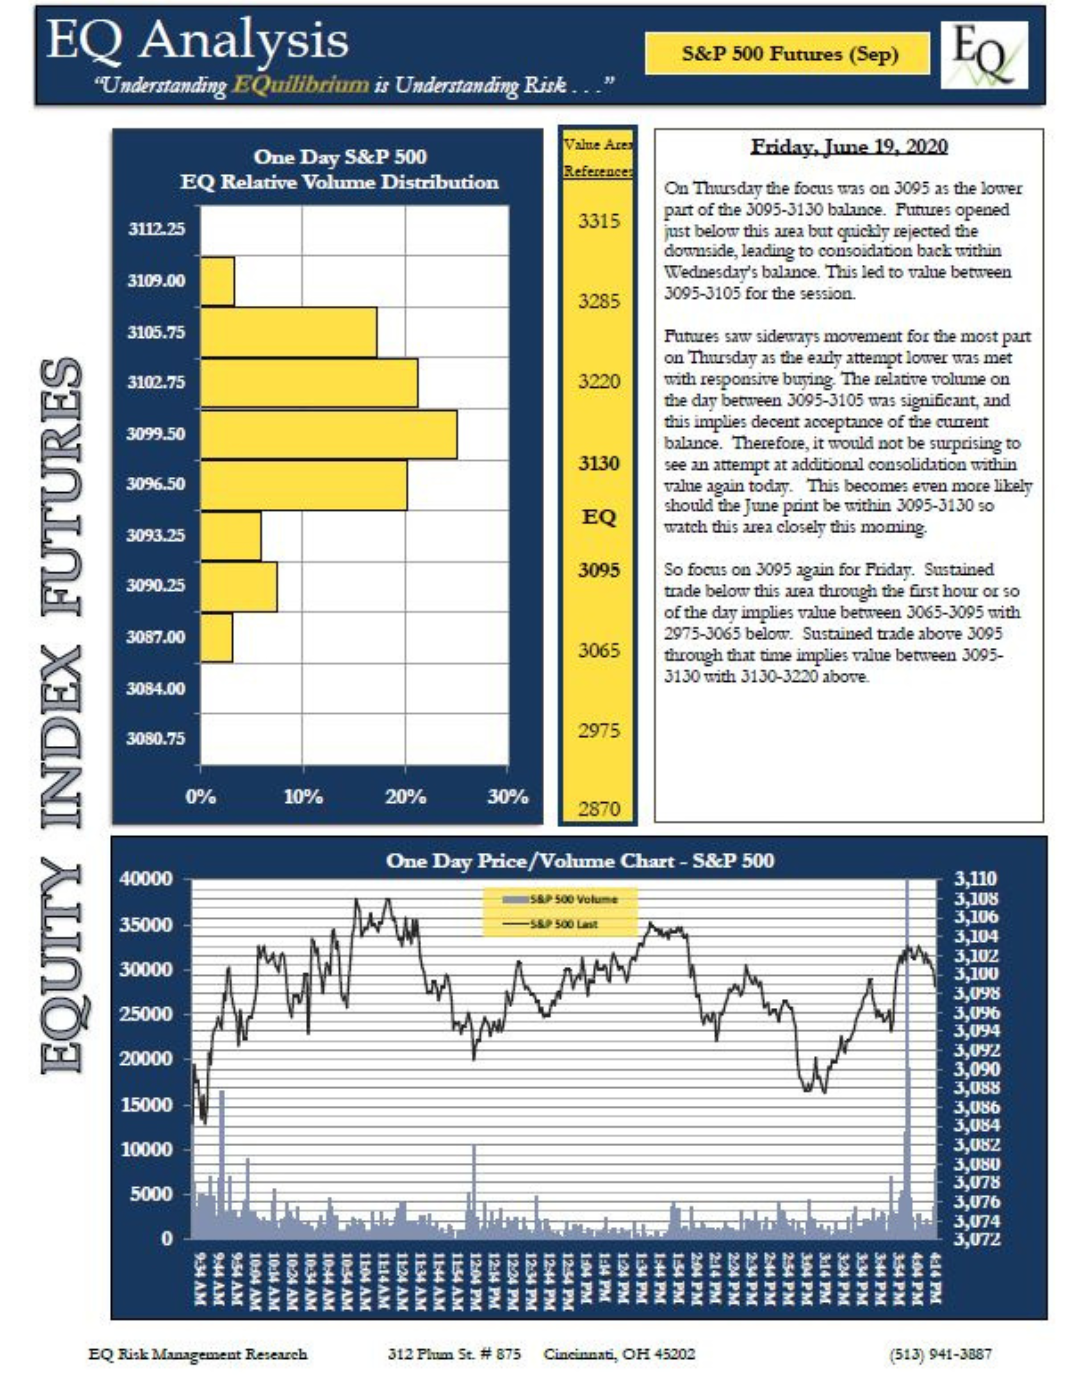 EQ Analysis
"Understanding EQuilibrium is Understanding Risk . . ."
S&P 500 Futures (Sep)
EQ
EQUITY INDEX FUTURES
One Day S&P 500
EQ Relative Volume Distribution
3112.25
3109.00
3105.75
3102.75
3099.50
3096.50
3093.25
3090.25
3087.00
3084.00
3080.75
0% 10% 20% 30%
Value Area
References
3315
3285
3220
3130
EQ
3095
3065
2975
2870
Friday, June 19, 2020
On Thursday the focus was on 3095 as the lower
part of the 3095-3130 balance. Futures opened
just below this area but quickly rejected the
downside, leading to consoidation back within
Wednesday's balance. This led to value between
3095-3105 for the session.
Futures saw sideways movement for the most part
on Thursday as the early attempt lower was met
with responsive buying. The relative volume on
the day between 3095-3105 was significant, and
this implies decent acceptance of the current
balance. Therefore, it would not be surprising to
see an attempt at additional consolidation within
value again today. This becomes even more likely
should the June print be within 3095-3130 so
watch this area closely this morning.
So focus on 3095 again for Friday. Sustained
trade below this area through the first hour or so
of the day implies value between 3065-3095 with
2975-3065 below. Sustained trade above 3095
through that time implies value between 3095-
3130 with 3130-3220 above.
One Day Price/Volume Chart - S&P 500
S&P 500 Volume
S&P 500 Last
40000
35000
30000
25000
20000
15000
10000
5000
0
3,110
3,108
3,106
3,104
3,102
3,100
3,098
3,096
3,094
3,092
3,090
3,088
3,086
3,084
3,082
3,080
3,078
3,076
3,074
3,072
9:34 AM
9:44 AM
9:54 AM
10:04 AM
10:14 AM
10:24 AM
10:34 AM
10:44 AM
10:54 AM
11:04 AM
11:14 AM
11:24 AM
11:34 AM
11:44 AM
11:54 AM
12:04 PM
12:14 PM
12:24 PM
12:34 PM
12:44 PM
12:54 PM
1:04 PM
1:14 PM
1:24 PM
1:34 PM
1:44 PM
1:54 PM
2:04 PM
2:14 PM
2:24 PM
2:34 PM
2:44 PM
2:54 PM
3:04 PM
3:14 PM
3:24 PM
3:34 PM
3:44 PM
3:54 PM
4:04 PM
4:14 PM
EQ Risk Management Research 312 Plum St. # 875 Cincinnati, OH 45202 (513) 941-3887